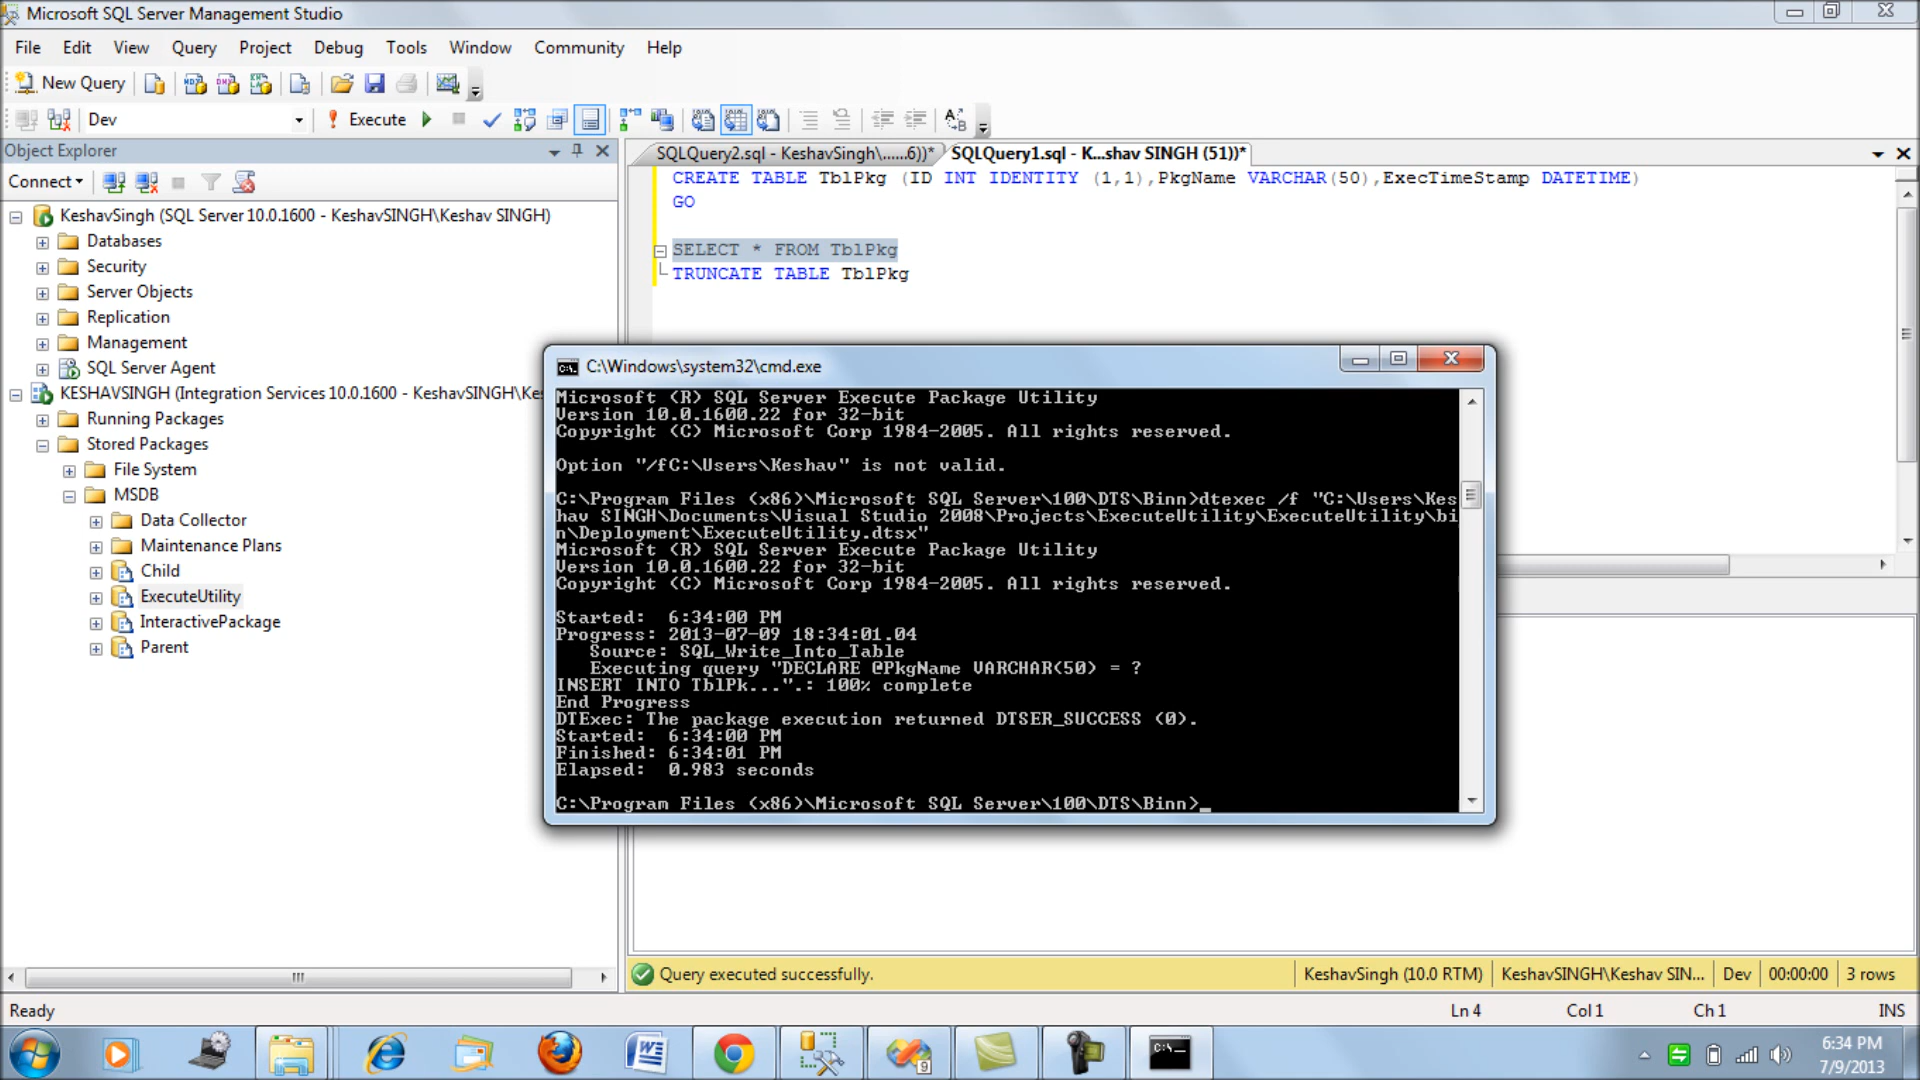 Microsoft SQL Server Management Studio
File Edit View Query Project Debug Tools Window Community Help
New Query
Dev Execute
Object Explorer
SQLQuery2.sql - KeshavSingh\......6))* SQLQuery1.sql - K...shav SINGH (51))*
Connect
KeshavSingh (SQL Server 10.0.1600 - KeshavSINGH\Keshav SINGH)
Databases
Security
Server Objects
Replication
Management
SQL Server Agent
KESHAVSINGH (Integration Services 10.0.1600 - KeshavSINGH\Kes
Running Packages
Stored Packages
File System
MSDB
Data Collector
Maintenance Plans
Child
ExecuteUtility
InteractivePackage
Parent
CREATE TABLE TblPkg (ID INT IDENTITY (1,1),PkgName VARCHAR(50),ExecTimeStamp DATETIME)
GO
SELECT * FROM TblPkg
TRUNCATE TABLE TblPkg
C:\Windows\system32\cmd.exe
Microsoft (R) SQL Server Execute Package Utility
Version 10.0.1600.22 for 32-bit
Copyright (C) Microsoft Corp 1984-2005. All rights reserved.
Option "/fC:\Users\Keshav" is not valid.
C:\Program Files (x86)\Microsoft SQL Server\100\DTS\Binn>dtexec /f "C:\Users\Kes
hav SINGH\Documents\Visual Studio 2008\Projects\ExecuteUtility\ExecuteUtility\bi
n\Deployment\ExecuteUtility.dtsx"
Microsoft (R) SQL Server Execute Package Utility
Version 10.0.1600.22 for 32-bit
Copyright (C) Microsoft Corp 1984-2005. All rights reserved.
Started:  6:34:00 PM
Progress: 2013-07-09 18:34:01.04
Source: SQL_Write_Into_Table
Executing query "DECLARE @PkgName VARCHAR(50) = ?
INSERT INTO TblPk...".: 100% complete
End Progress
DTExec: The package execution returned DTSER_SUCCESS (0).
Started:  6:34:00 PM
Finished: 6:34:01 PM
Elapsed:  0.983 seconds
C:\Program Files (x86)\Microsoft SQL Server\100\DTS\Binn>_
Query executed successfully. KeshavSingh (10.0 RTM) KeshavSINGH\Keshav SIN... Dev 00:00:00 3 rows
Ready Ln 4 Col 1 Ch 1 INS
9
6:34 PM
7/9/2013